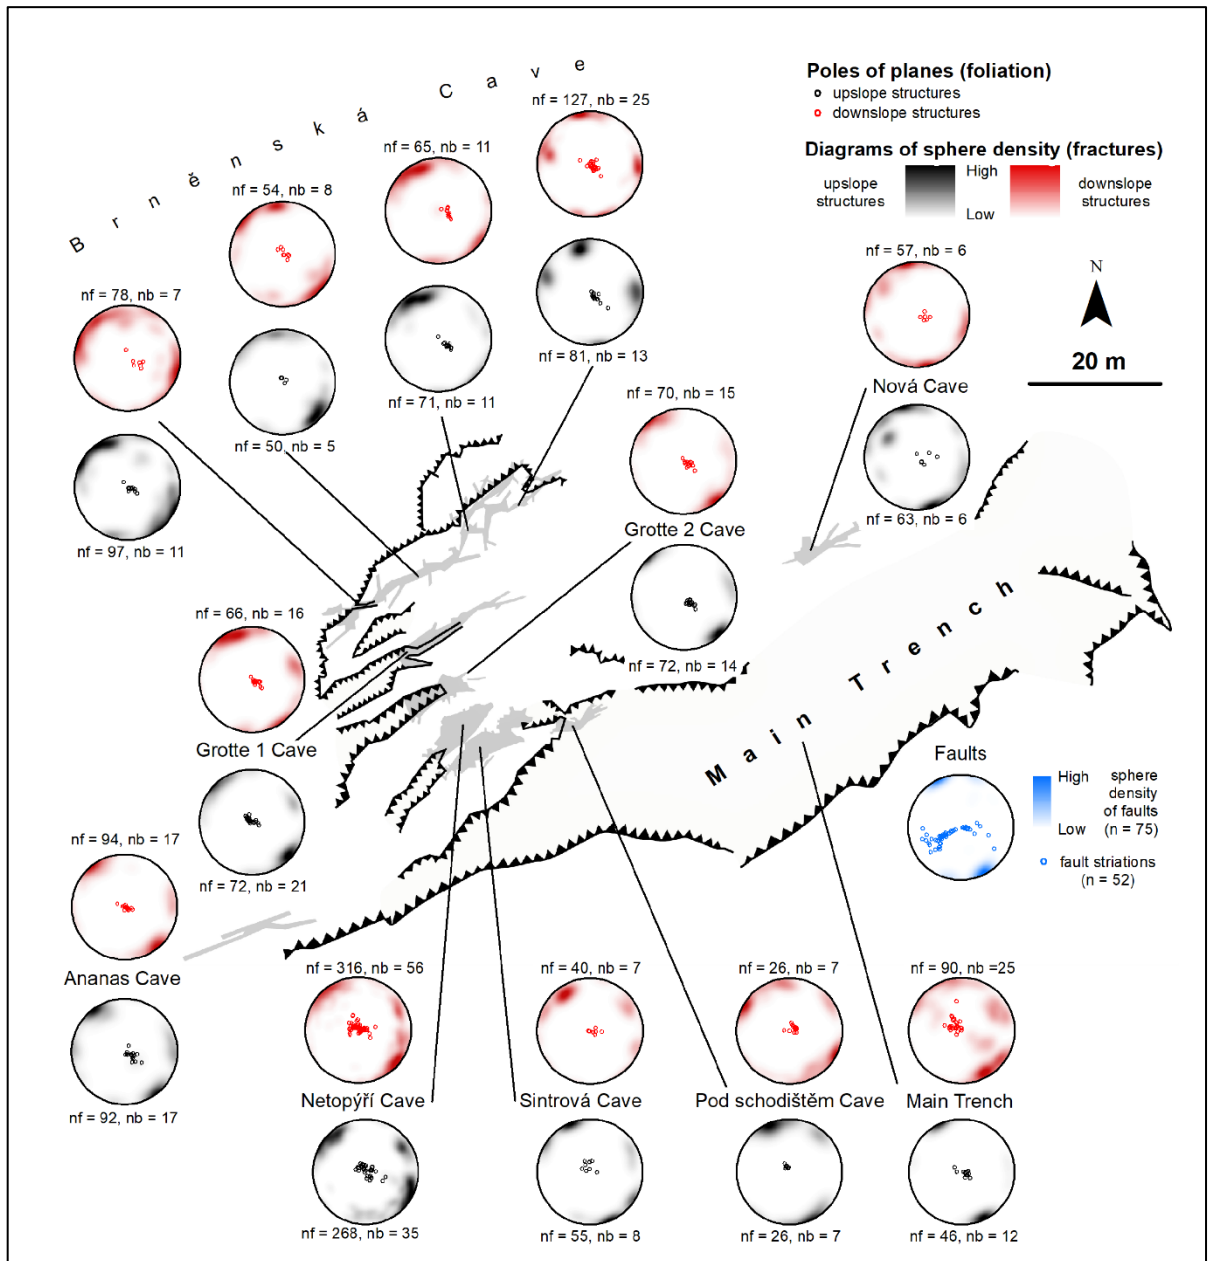 Brněnská Cave
nf = 127, nb = 25
nf = 65, nb = 11
nf = 54, nb = 8
nf = 78, nb = 7
nf = 81, nb = 13
nf = 71, nb = 11
nf = 50, nb = 5
nf = 97, nb = 11
Poles of planes (foliation)
upslope structures
downslope structures
Diagrams of sphere density (fractures)
upslope
structures
High
Low
downslope
structures
nf = 57, nb = 6
Nová Cave
nf = 63, nb = 6
N
20 m
nf = 70, nb = 15
Grotte 2 Cave
nf = 72, nb = 14
nf = 66, nb = 16
Grotte 1 Cave
nf = 72, nb = 21
Main Trench
nf = 94, nb = 17
Ananas Cave
nf = 92, nb = 17
Faults
High
Low
sphere
density
of faults
(n = 75)
fault striations
(n = 52)
nf = 316, nb = 56
Netopýří Cave
nf = 268, nb = 35
nf = 40, nb = 7
Sintrová Cave
nf = 55, nb = 8
nf = 26, nb = 7
Pod schodištěm Cave
nf = 26, nb = 7
nf = 90, nb =25
Main Trench
nf = 46, nb = 12